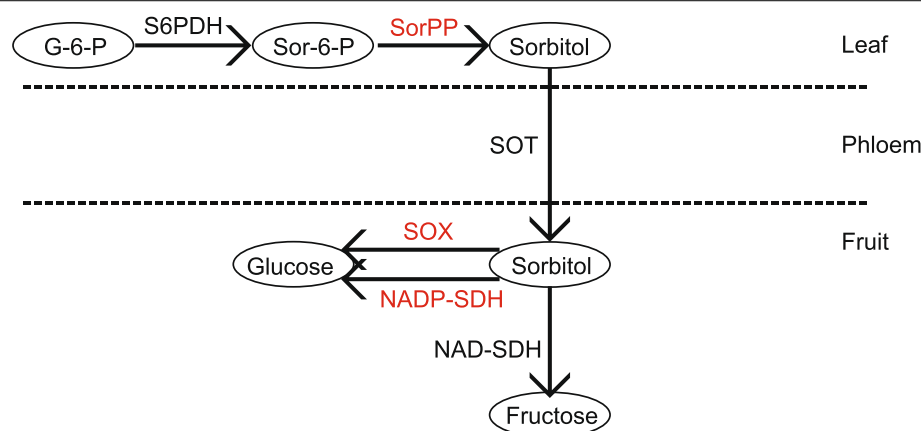 S6PDH
SorPP
G-6-P
Sor-6-P
Sorbitol
Leaf
SOT
Phloem
SOX
Fruit
Glucose
Sorbitol
NADP-SDH
NAD-SDH
Fructose